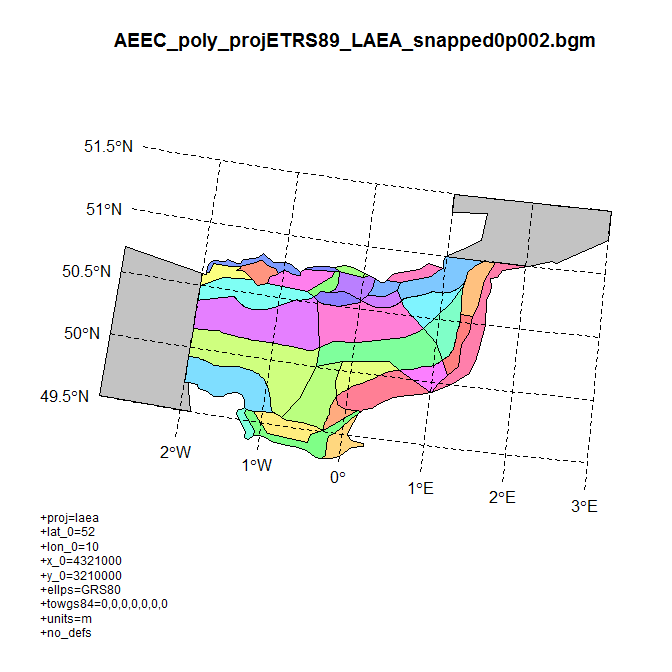 AEEC_poly_projETRS89_LAEA_snapped0p002.bgm
51.5°N
51°N
50.5°N
50°N
49.5°N
2°W
1°W
0°
1°E
2°E
3°E
+proj=laea
+lat_0=52
+lon_0=10
+x_0=4321000
+y_0=3210000
+ellps=GRS80
+towgs84=0,0,0,0,0,0,0
+units=m
+no_defs